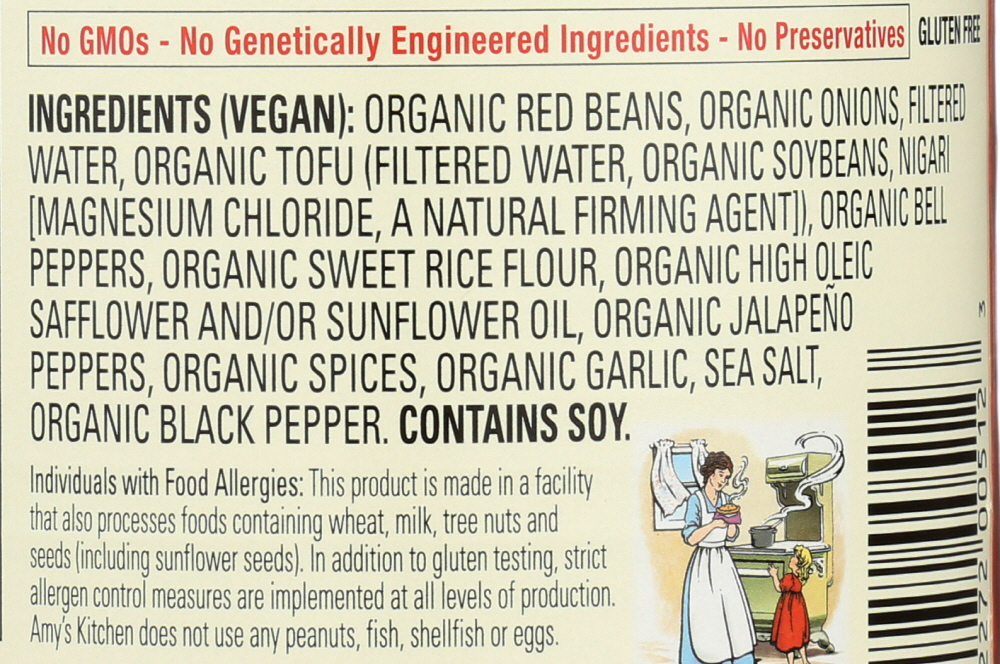 No GMOs - No Genetically Engineered Ingredients - No Preservatives GLUTEN FREE
INGREDIENTS (VEGAN): ORGANIC RED BEANS, ORGANIC ONIONS, FILTERED
WATER, ORGANIC TOFU (FILTERED WATER, ORGANIC SOYBEANS, NIGARI
[MAGNESIUM CHLORIDE, A NATURAL FIRMING AGENT]), ORGANIC BELL
PEPPERS, ORGANIC SWEET RICE FLOUR, ORGANIC HIGH OLEIC
SAFFLOWER AND/OR SUNFLOWER OIL, ORGANIC JALAPEÑO
PEPPERS, ORGANIC SPICES, ORGANIC GARLIC, SEA SALT,
ORGANIC BLACK PEPPER. CONTAINS SOY.
Individuals with Food Allergies: This product is made in a facility
that also processes foods containing wheat, milk, tree nuts and
seeds (including sunflower seeds). In addition to gluten testing, strict
allergen control measures are implemented at all levels of production.
Amy's Kitchen does not use any peanuts, fish, shellfish or eggs.
3